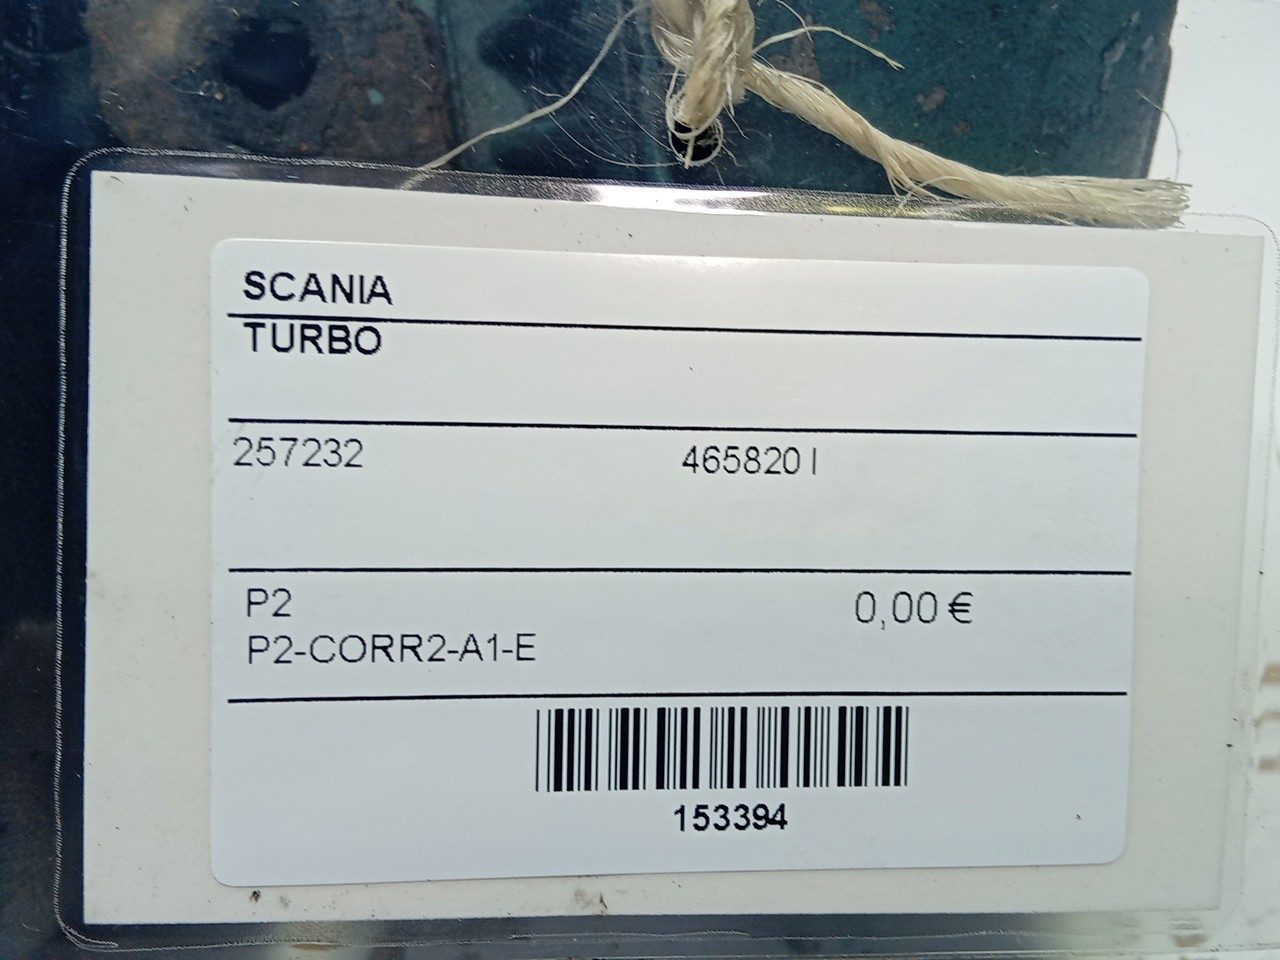 SCANIA
TURBO
257232 465820 I
P2 0,00 €
P2-CORR2-A1-E
153394